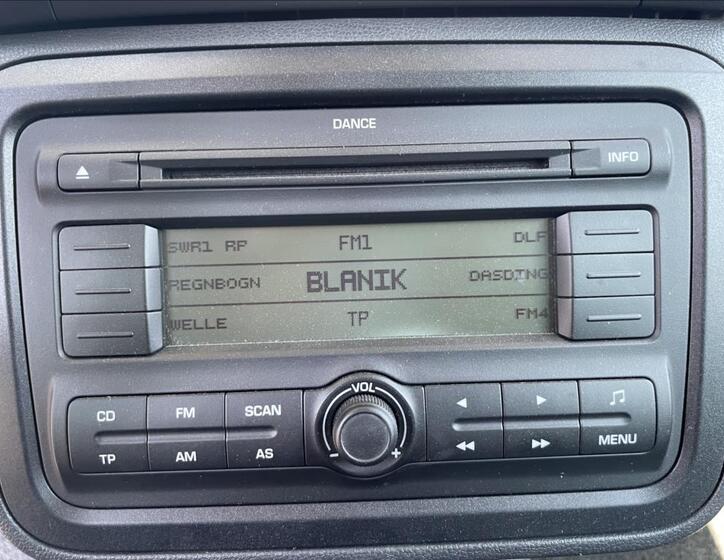 DANCE
INFO
SWR1 RP FM1 DLF
REGNBOGN BLANIK DASDING
WELLE TP FM4
VOL
CD FM SCAN
TP AM AS
- +
MENU